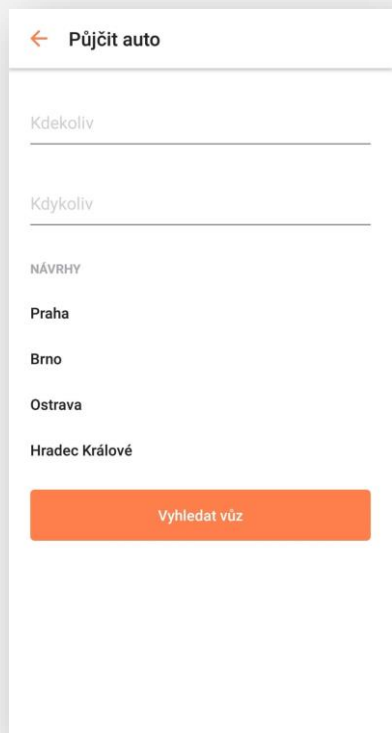 Půjčit auto
Kdekoliv
Kdykoliv
NÁVRHY
Praha
Brno
Ostrava
Hradec Králové
Vyhledat vůz